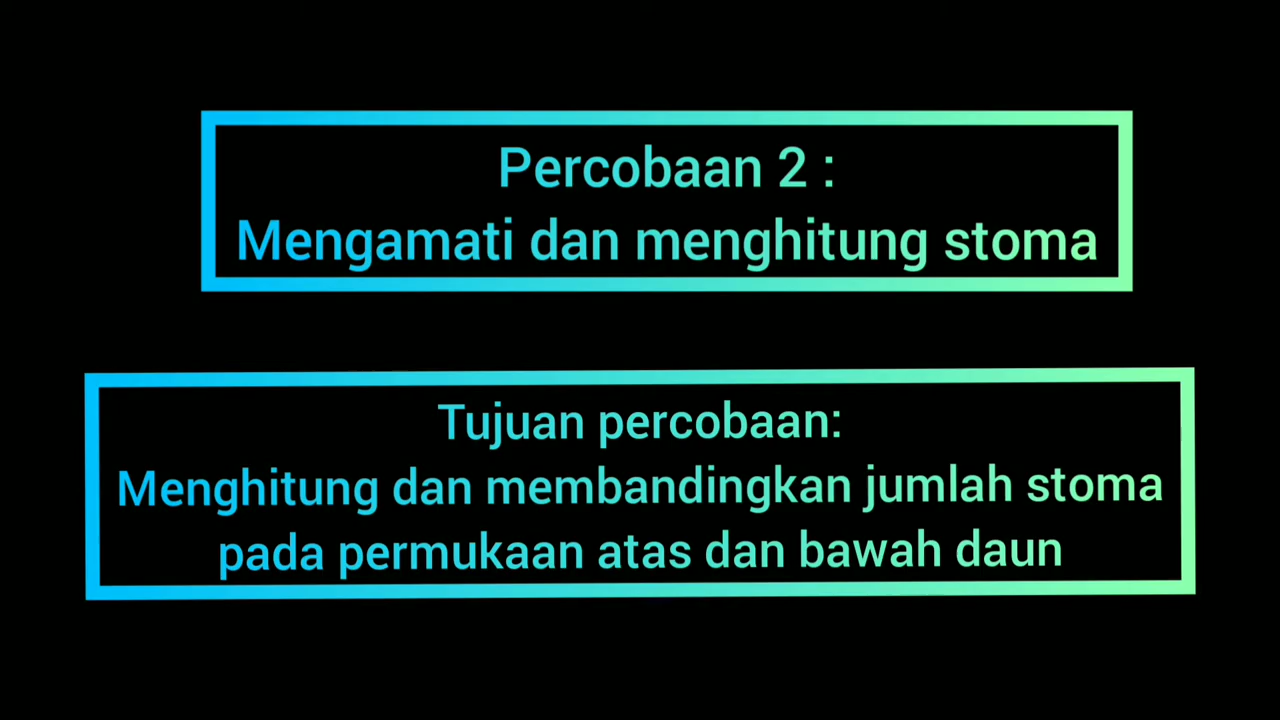 Percobaan 2 :
Mengamati dan menghitung stoma
Tujuan percobaan:
Menghitung dan membandingkan jumlah stoma
pada permukaan atas dan bawah daun